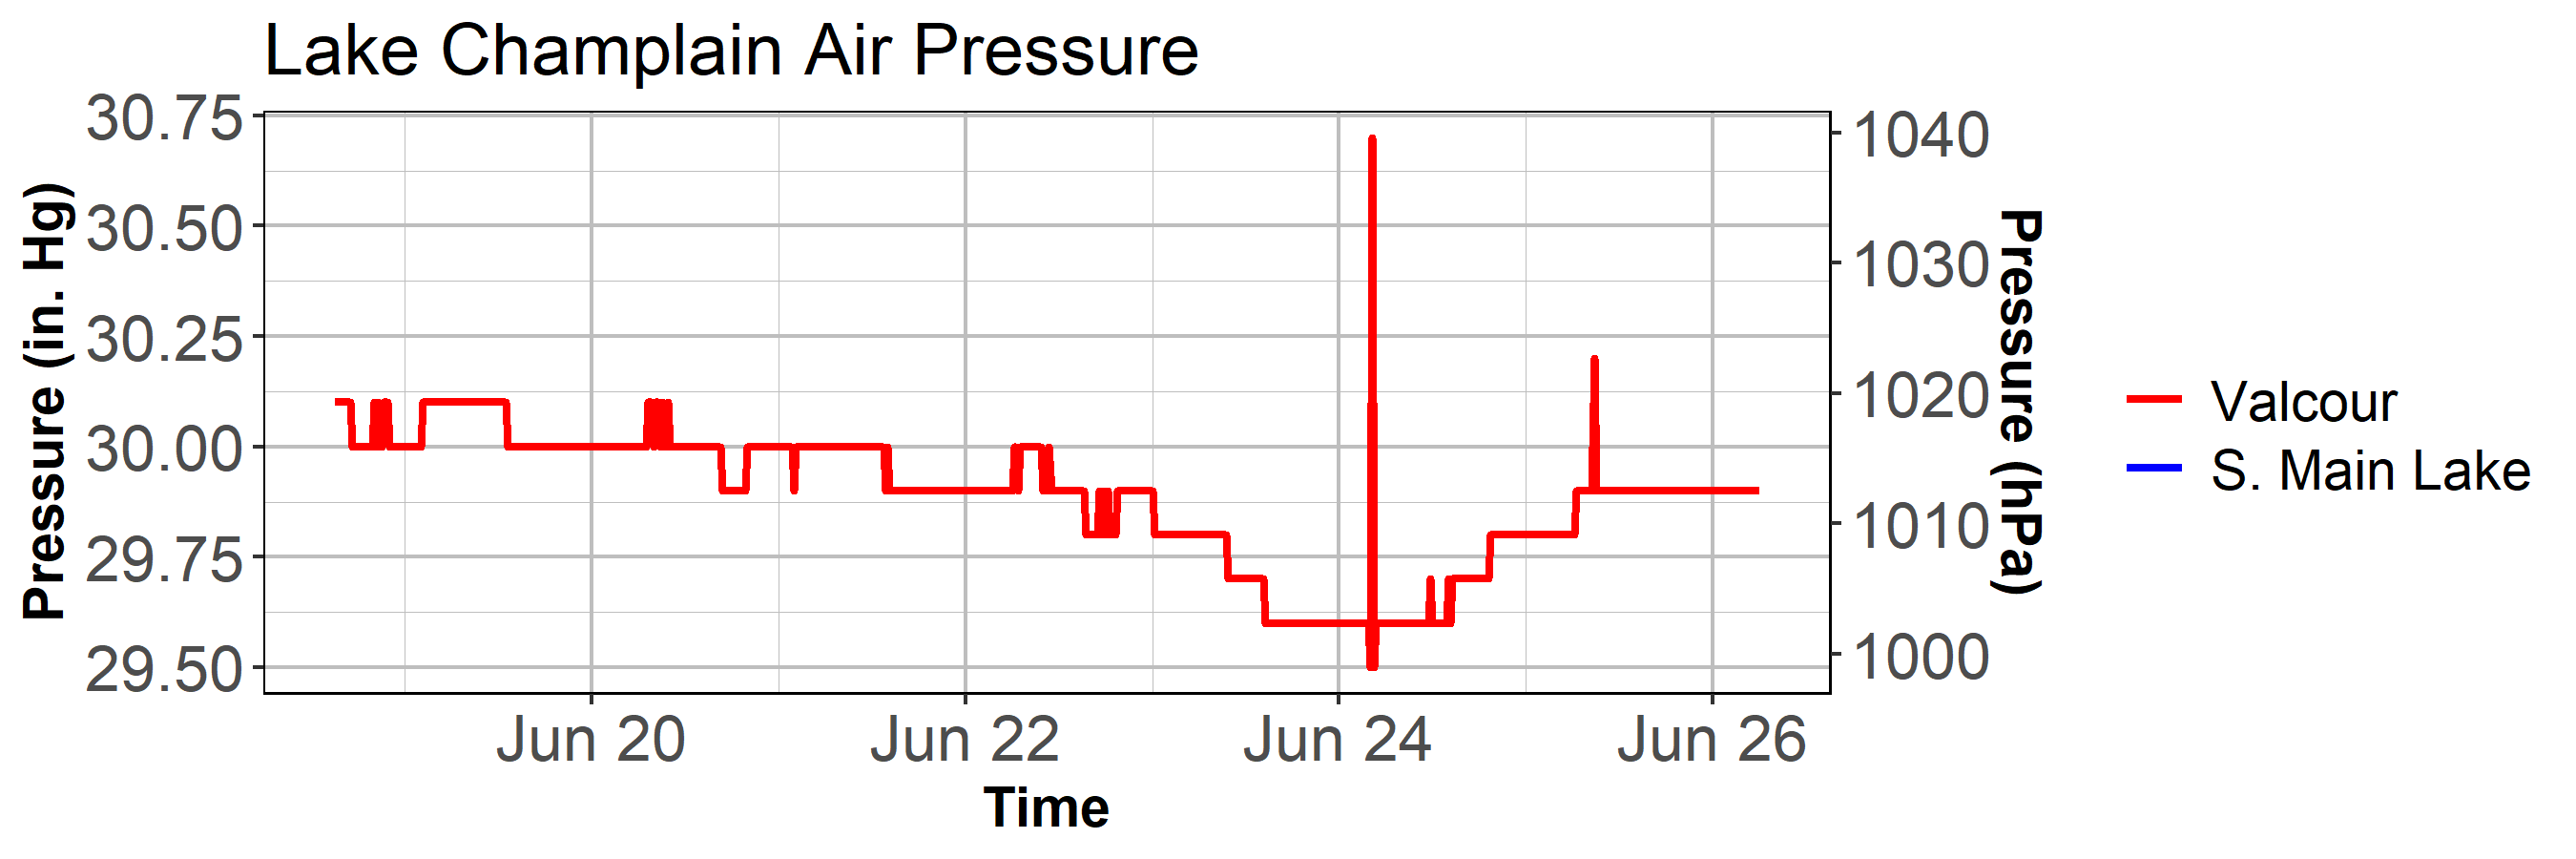 Lake Champlain Air Pressure
Pressure (in. Hg)
30.75
30.50
30.25
30.00
29.75
29.50
1040
1030
1020
1010
1000
Pressure (hPa)
Jun 20
Jun 22
Jun 24
Jun 26
Time
Valcour
S. Main Lake